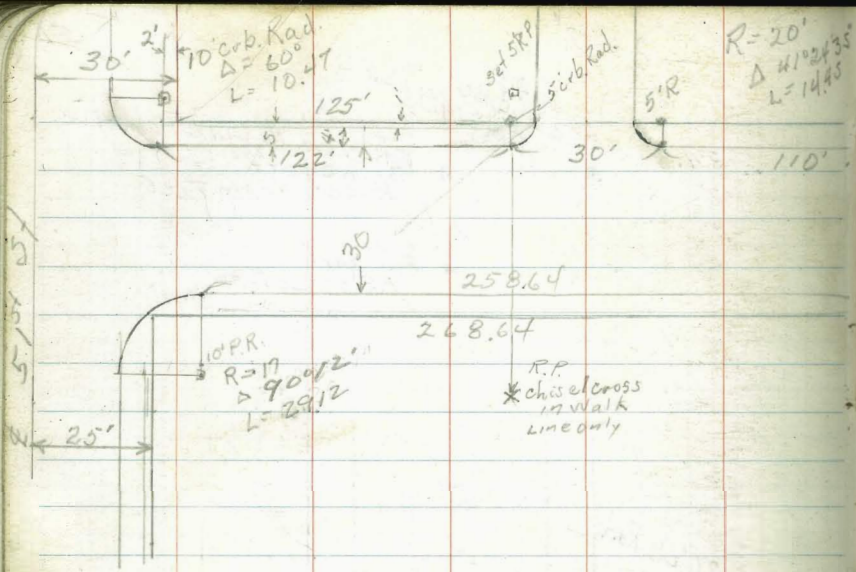 2'
30'
10' crb. Rad.
Δ = 60°
L = 10.47
125'
5
122'
Set 5' R.P.
5' crb. Rad.
30'
5' R
R = 20'
Δ 41°24'35"
L = 14.45
110'
30
258.64
268.64
10' P.R.
R = 17
Δ 90°12'
L = 29.12
25'
R.P.
chisel cross
in walk
Line only